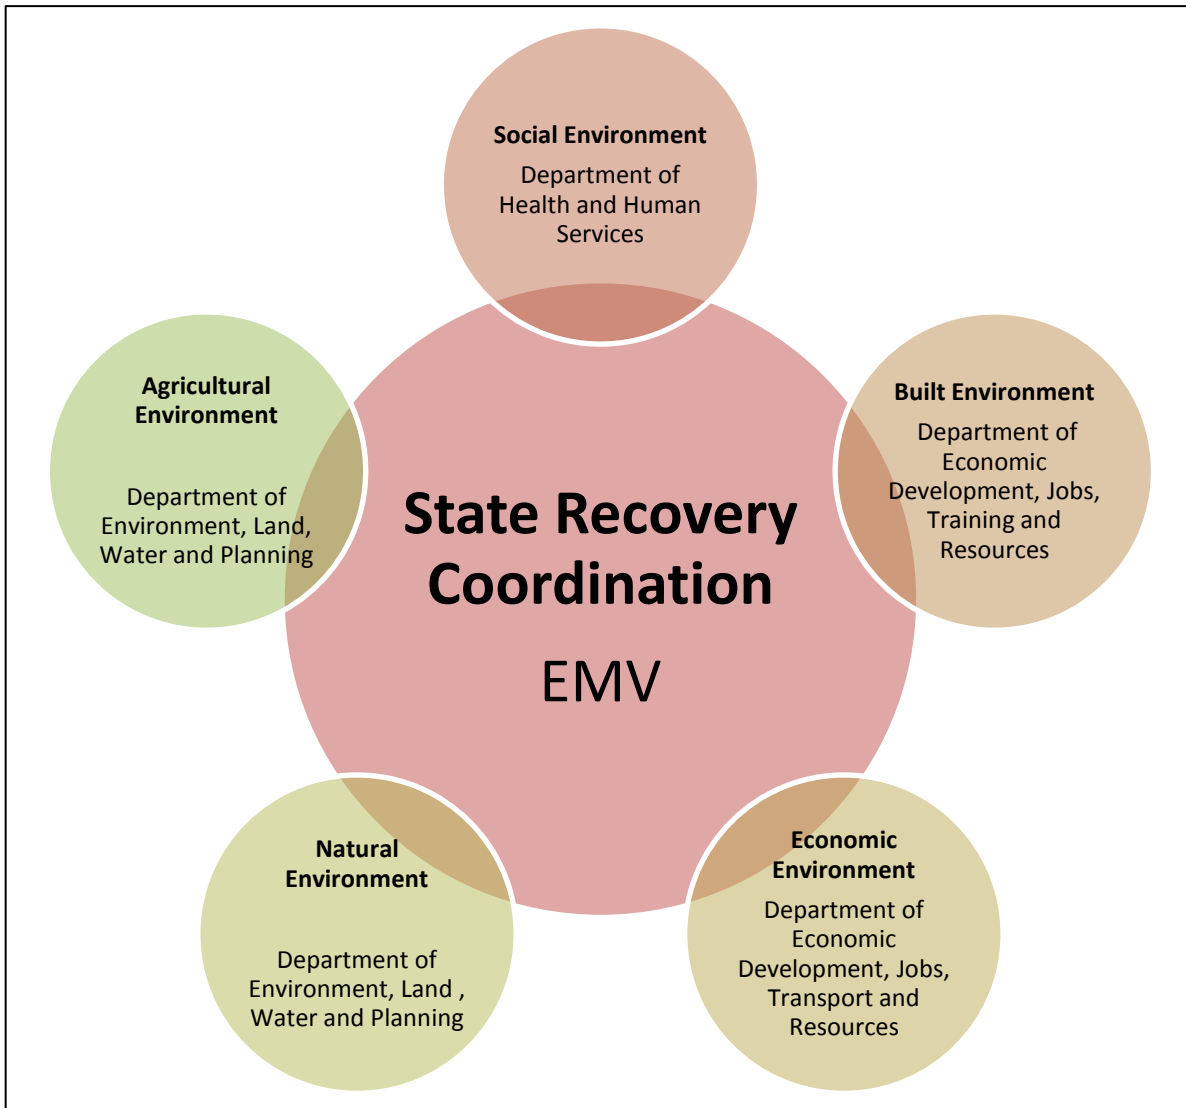 Social Environment
Department of
Health and Human
Services
Agricultural
Environment
Department of
Environment, Land,
Water and Planning
Built Environment
Department of
Economic
Development, Jobs,
Training and
Resources
State Recovery
Coordination
EMV
Natural
Environment
Department of
Environment, Land ,
Water and Planning
Economic
Environment
Department of
Economic
Development, Jobs,
Transport and
Resources